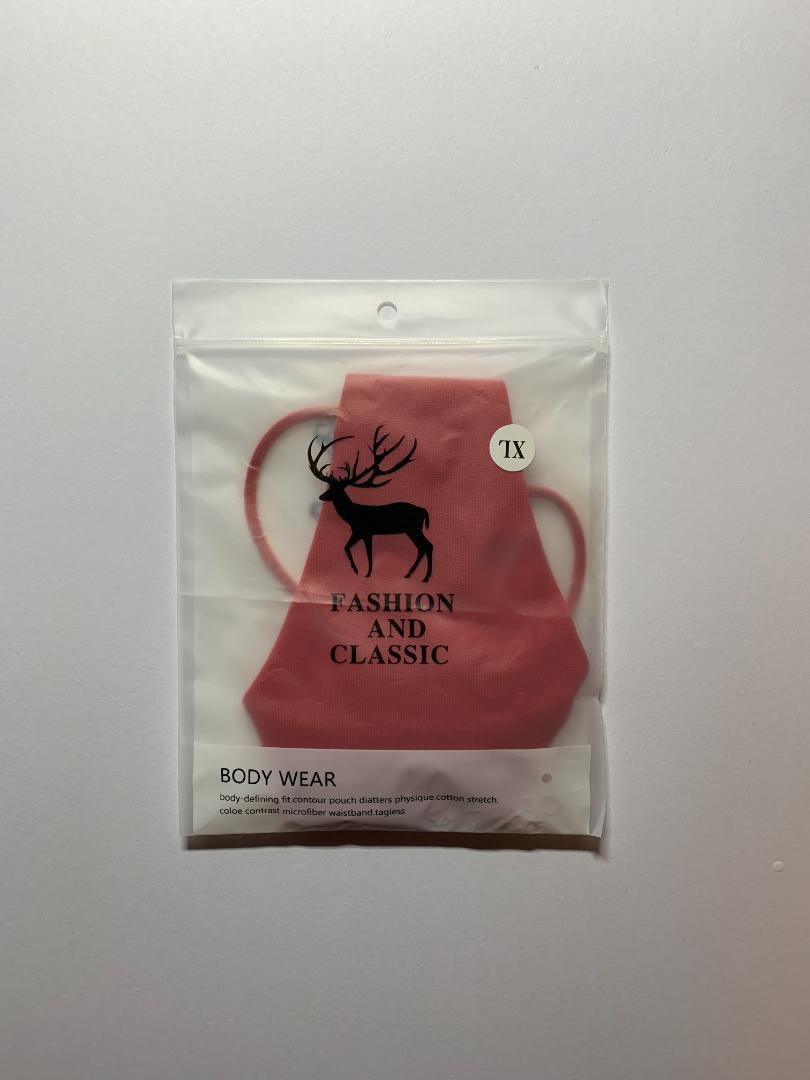 XL
FASHION
AND
CLASSIC
BODY WEAR
body-defining fit.contour pouch diatters physique.cotton stretch.
coloe contrast microfiber waistband.tagiess